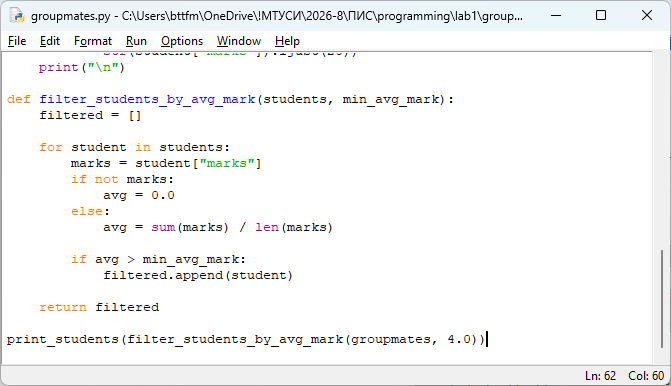 groupmates.py - C:\Users\bttfm\OneDrive\!МТУСИ\2026-8\ПИС\programming\lab1\group...
File Edit Format Run Options Window Help
print("\n")
def filter_students_by_avg_mark(students, min_avg_mark):
    filtered = []
    for student in students:
        marks = student["marks"]
        if not marks:
            avg = 0.0
        else:
            avg = sum(marks) / len(marks)
        if avg > min_avg_mark:
            filtered.append(student)
    return filtered
print_students(filter_students_by_avg_mark(groupmates, 4.0))
Ln: 62 Col: 60